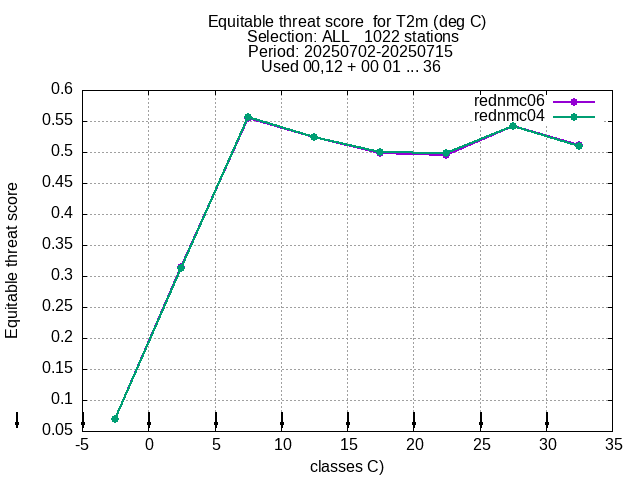 Equitable threat score  for T2m (deg C)
Selection: ALL   1022 stations
Period: 20250702-20250715
Used 00,12 + 00 01 ... 36
rednmc06
rednmc04
0.6
0.55
0.5
0.45
0.4
0.35
0.3
0.25
0.2
0.15
0.1
0.05
Equitable threat score
-5 0 5 10 15 20 25 30 35
classes C)